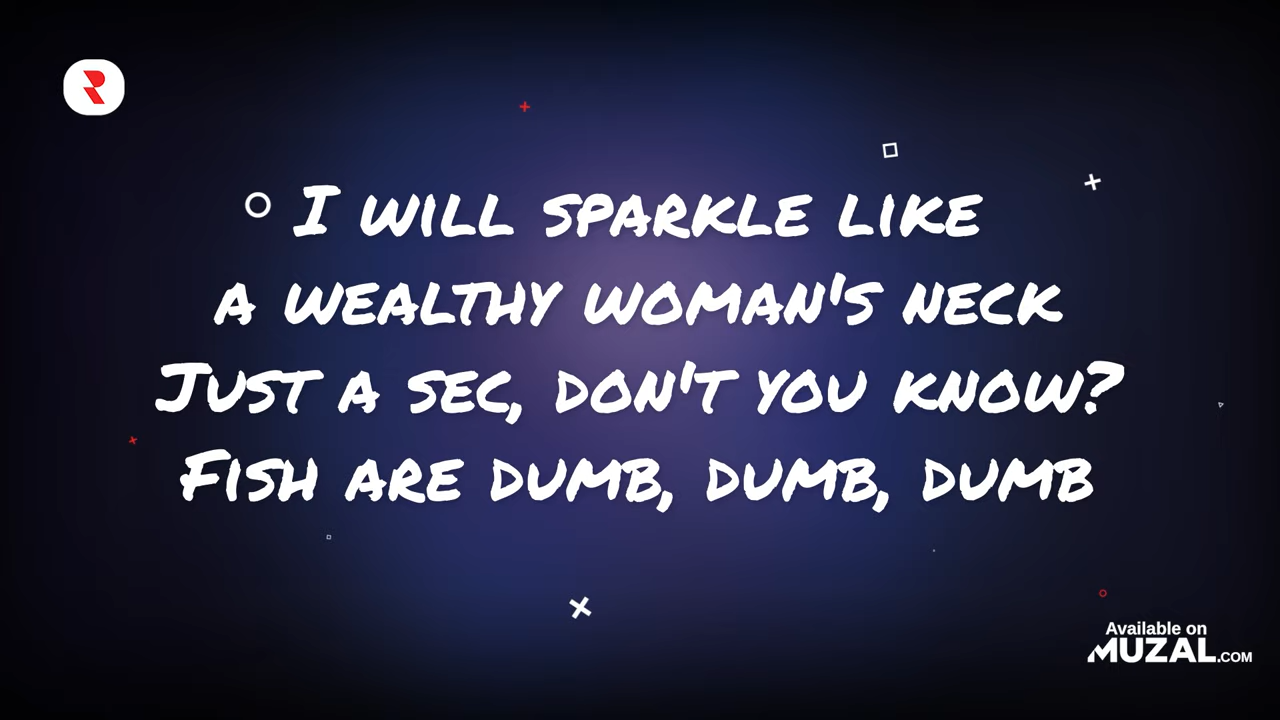 I WILL SPARKLE LIKE
A WEALTHY WOMAN'S NECK
JUST A SEC, DON'T YOU KNOW?
FISH ARE DUMB, DUMB, DUMB
Available on
MUZAL.COM